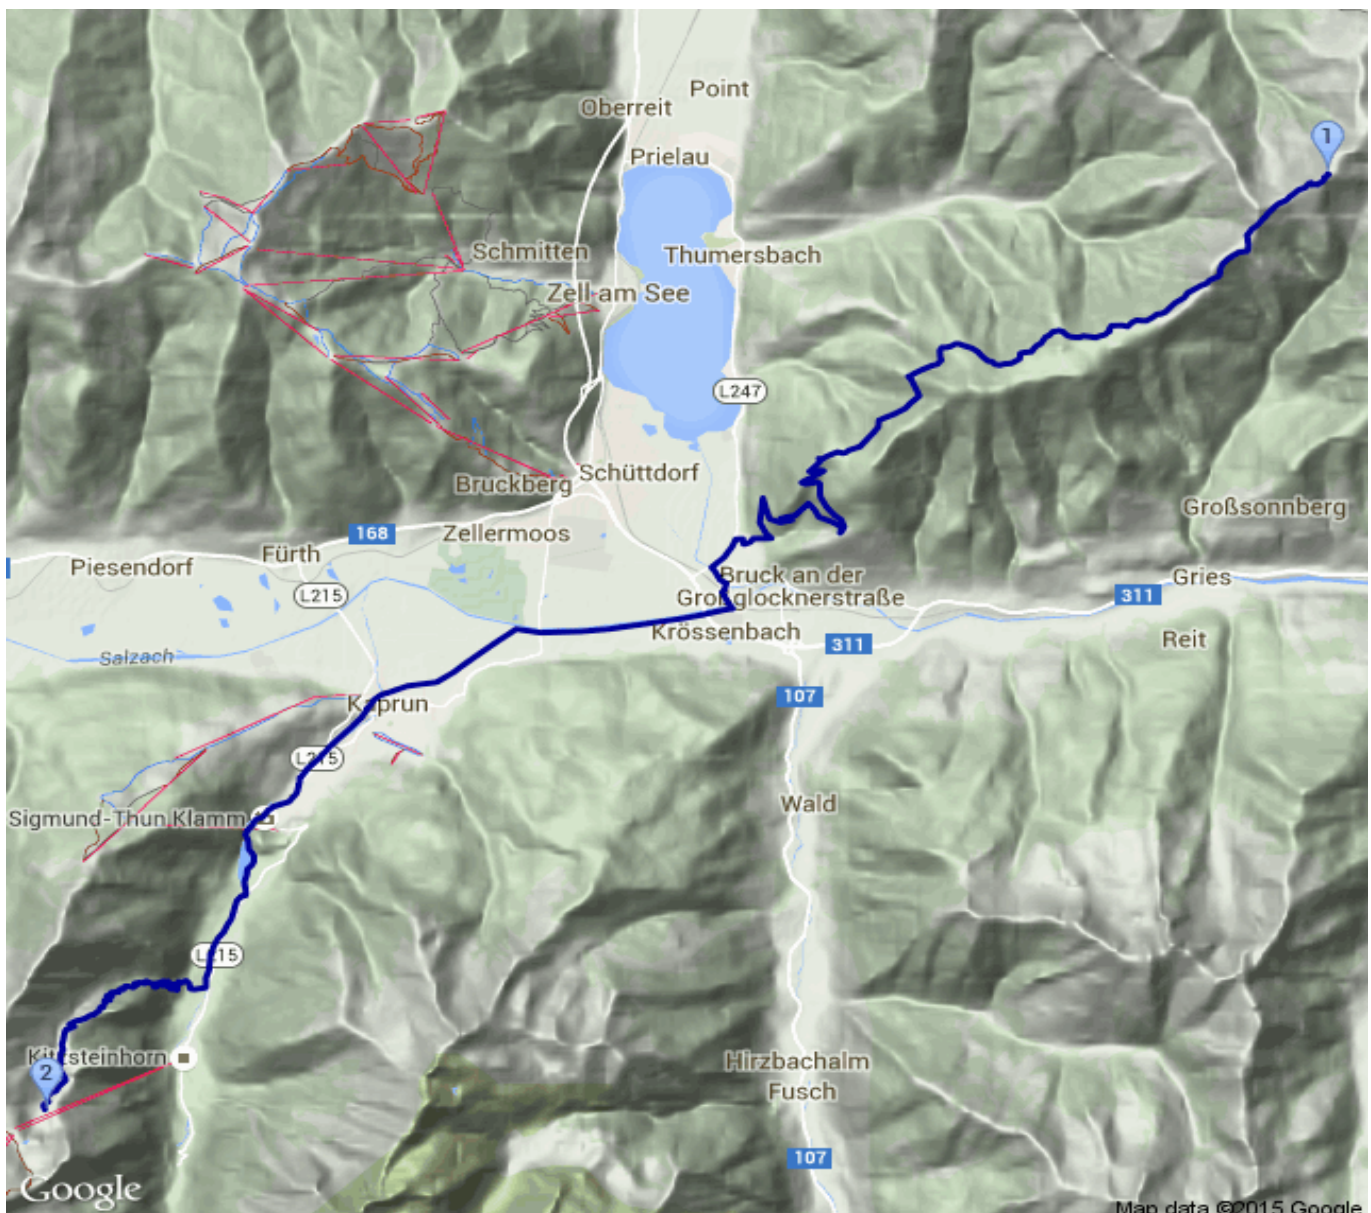 Point
Oberreit
1
Prielau
Schmitten
Thumersbach
Zell am See
L247
Schüttdorf
Bruckberg
Großsonnberg
168
Zellermoos
Fürth
Piesendorf
Bruck an der
Großglocknerstraße
Gries
L215
311
Krössenbach
311
Reit
Salzach
107
Kaprun
L215
Wald
Sigmund-Thun Klamm
L215
Kitzsteinhorn
2
Hirzbachalm
Fusch
107
Google
Map data ©2015 Google